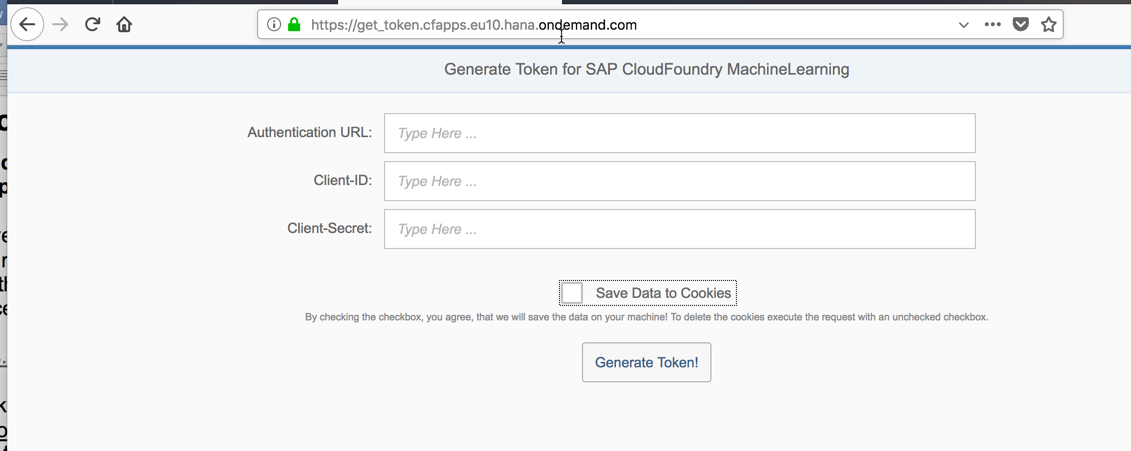 https://get_token.cfapps.eu10.hana.ondemand.com
Generate Token for SAP CloudFoundry MachineLearning
Authentication URL: Type Here ...
Client-ID: Type Here ...
Client-Secret: Type Here ...
Save Data to Cookies
By checking the checkbox, you agree, that we will save the data on your machine! To delete the cookies execute the request with an unchecked checkbox.
Generate Token!